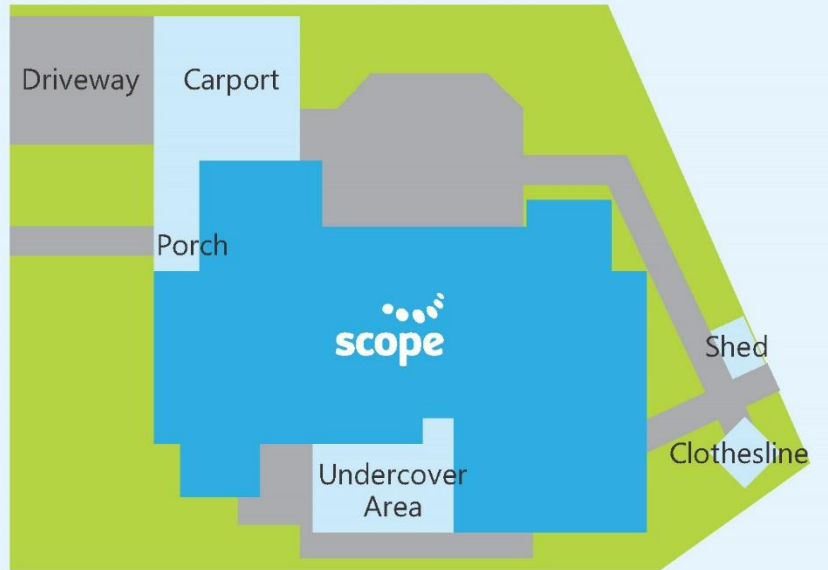 Driveway
Carport
Porch
scope
Shed
Clothesline
Undercover
Area